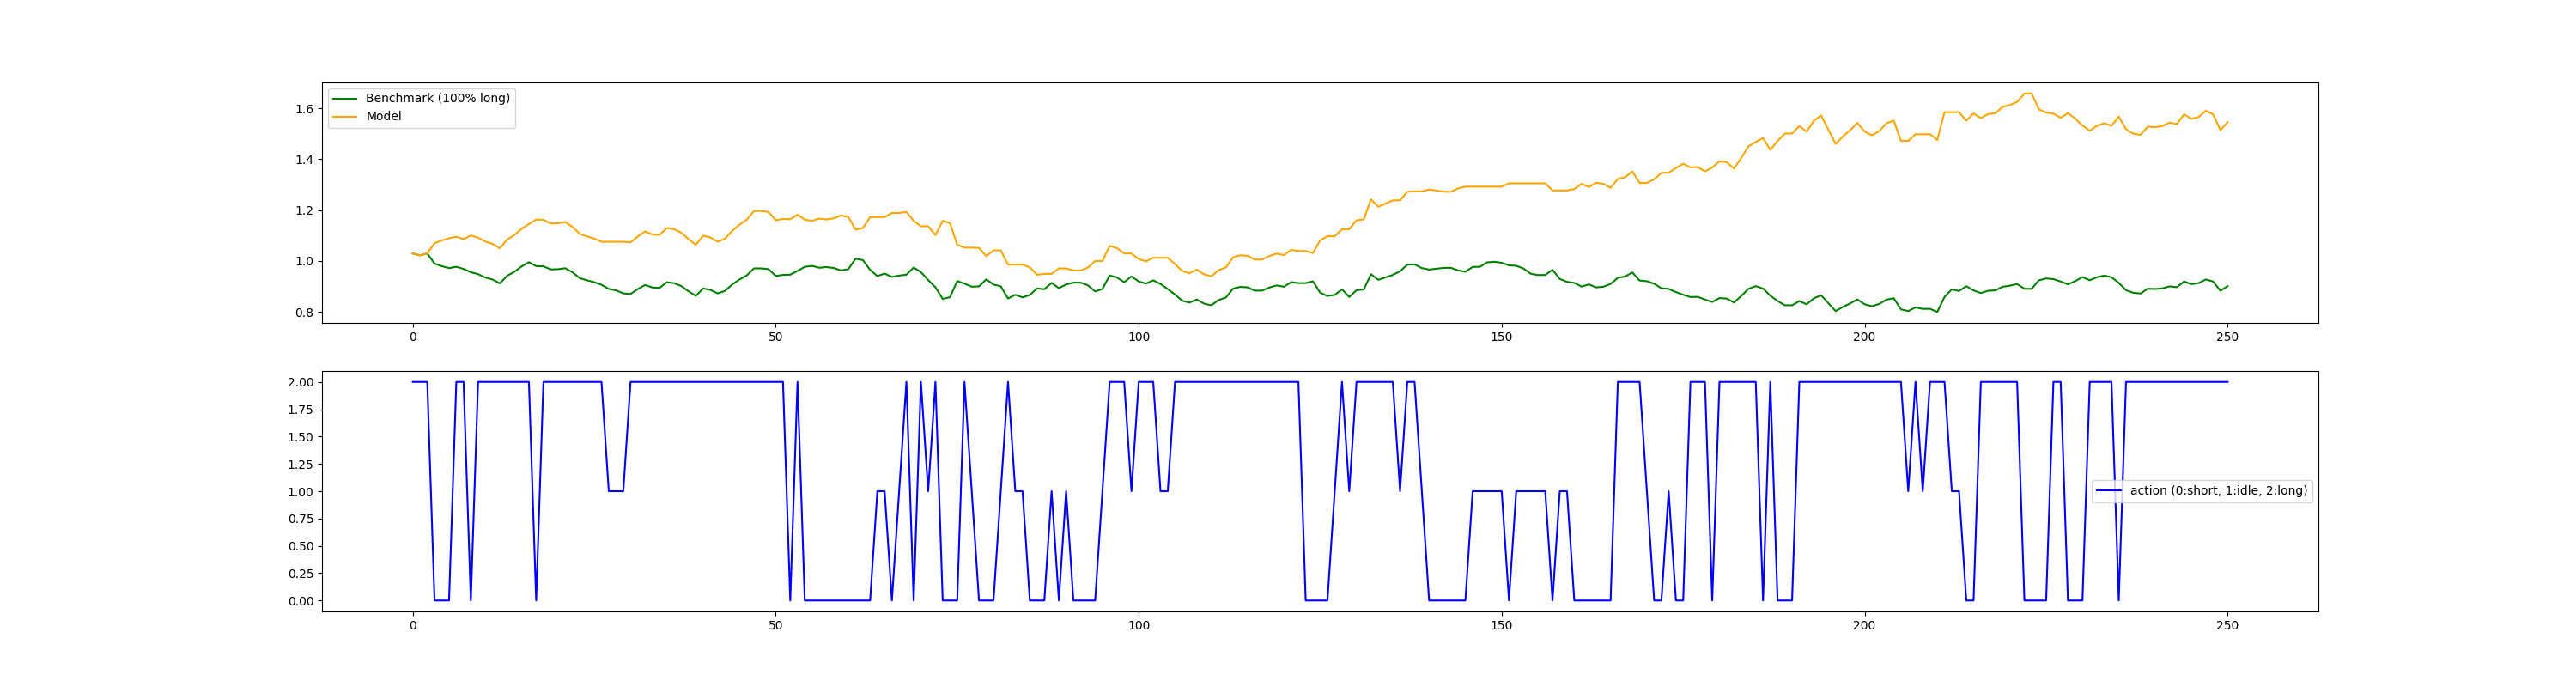 Benchmark (100% long)
Model
1.6
1.4
1.2
1.0
0.8
0 50 100 150 200 250
2.00
1.75
1.50
1.25
1.00
0.75
0.50
0.25
0.00
action (0:short, 1:idle, 2:long)
0 50 100 150 200 250